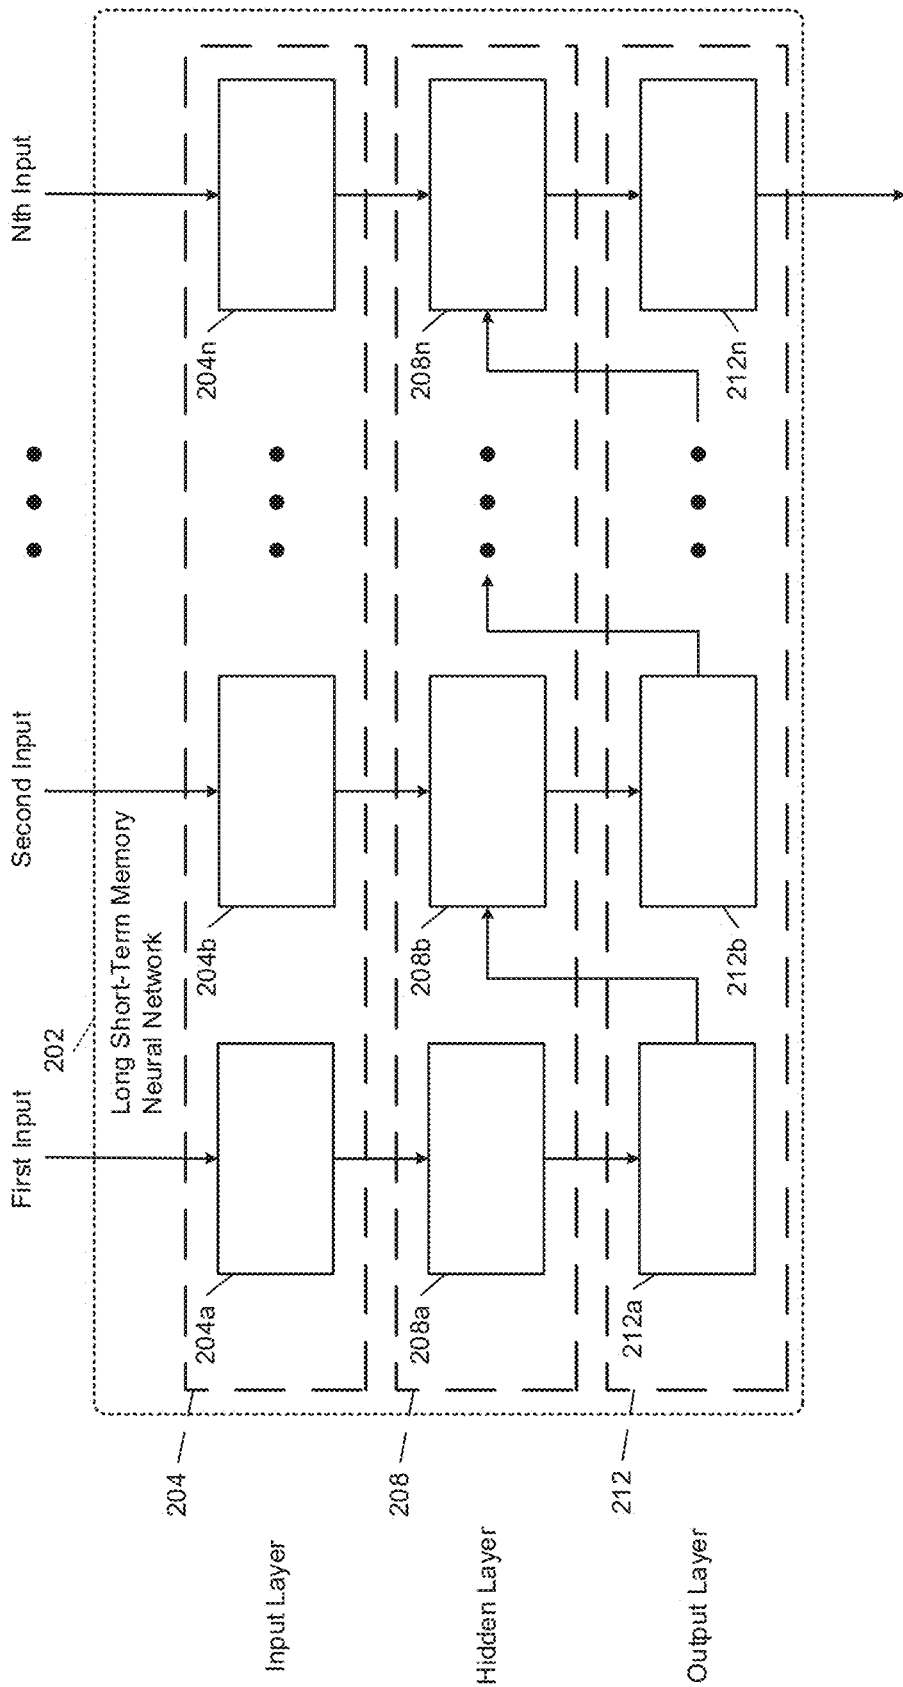 First Input
Second Input
Nth Input
202
Long Short-Term Memory
Neural Network
204
204a
204b
204n
Input Layer
208
208a
208b
208n
Hidden Layer
212
212a
212b
212n
Output Layer